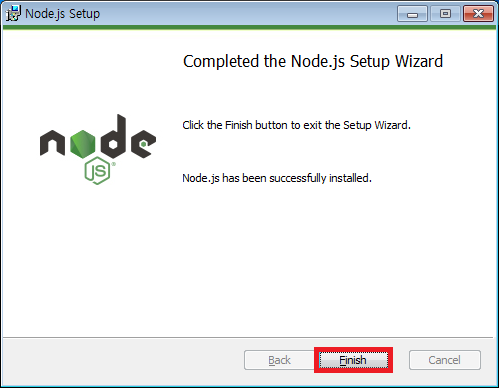 Node.js Setup
Completed the Node.js Setup Wizard
Click the Finish button to exit the Setup Wizard.
node
JS®
Node.js has been successfully installed.
Back Finish Cancel